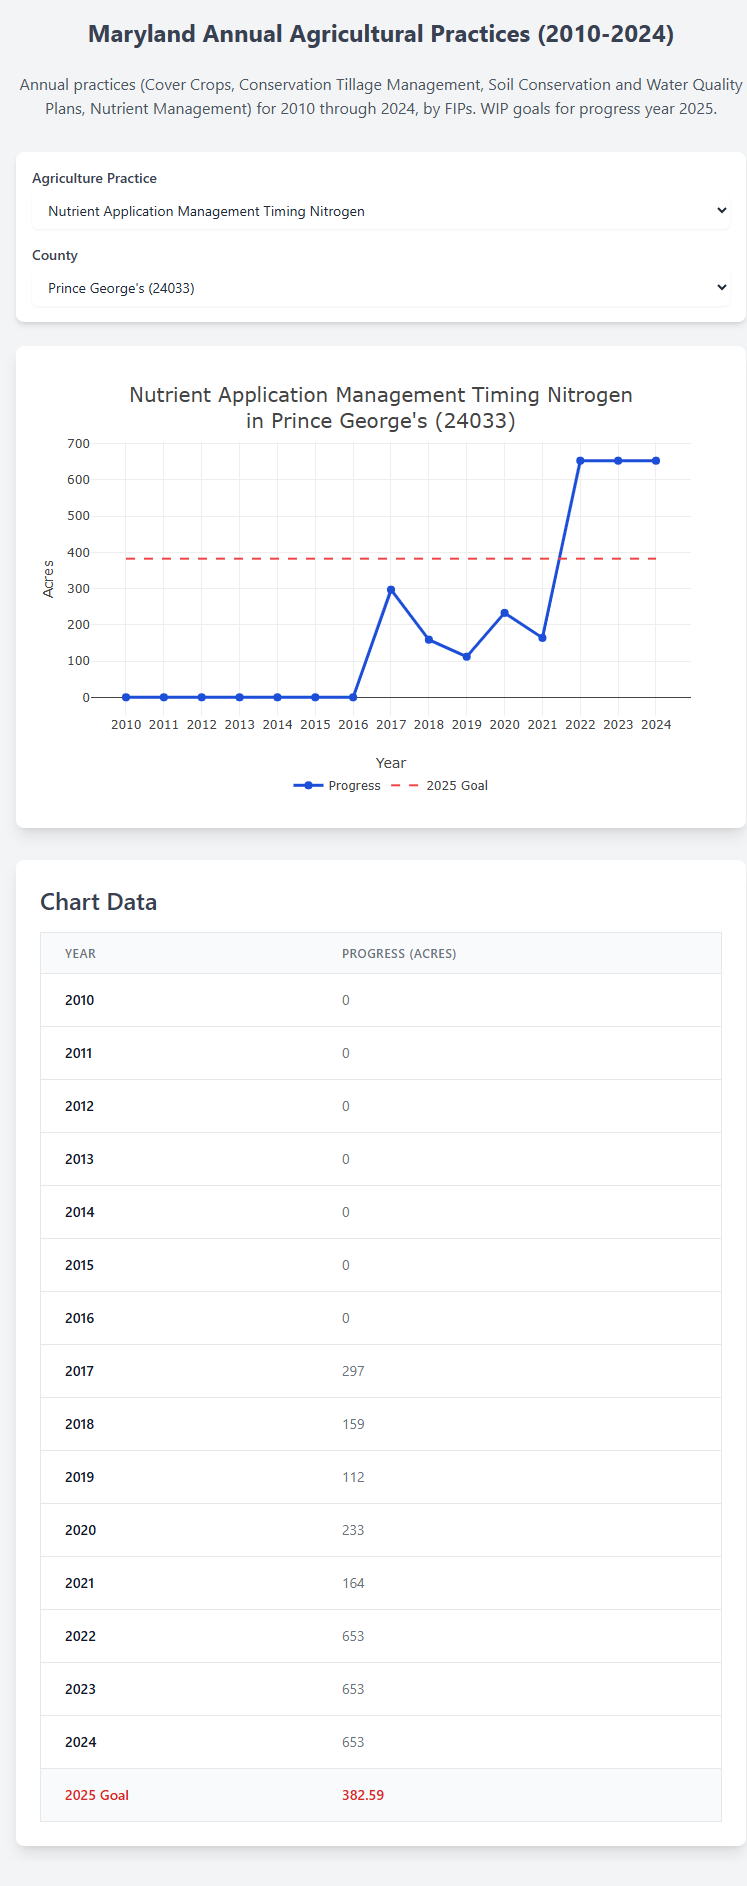 Maryland Annual Agricultural Practices (2010-2024)
Annual practices (Cover Crops, Conservation Tillage Management, Soil Conservation and Water Quality
Plans, Nutrient Management) for 2010 through 2024, by FIPs. WIP goals for progress year 2025.
Agriculture Practice
Nutrient Application Management Timing Nitrogen
County
Prince George's (24033)
Nutrient Application Management Timing Nitrogen
in Prince George's (24033)
700
600
500
400
300
200
100
0
Acres
2010 2011 2012 2013 2014 2015 2016 2017 2018 2019 2020 2021 2022 2023 2024
Year
Progress 2025 Goal
Chart Data
YEAR PROGRESS (ACRES)
2010 0
2011 0
2012 0
2013 0
2014 0
2015 0
2016 0
2017 297
2018 159
2019 112
2020 233
2021 164
2022 653
2023 653
2024 653
2025 Goal 382.59